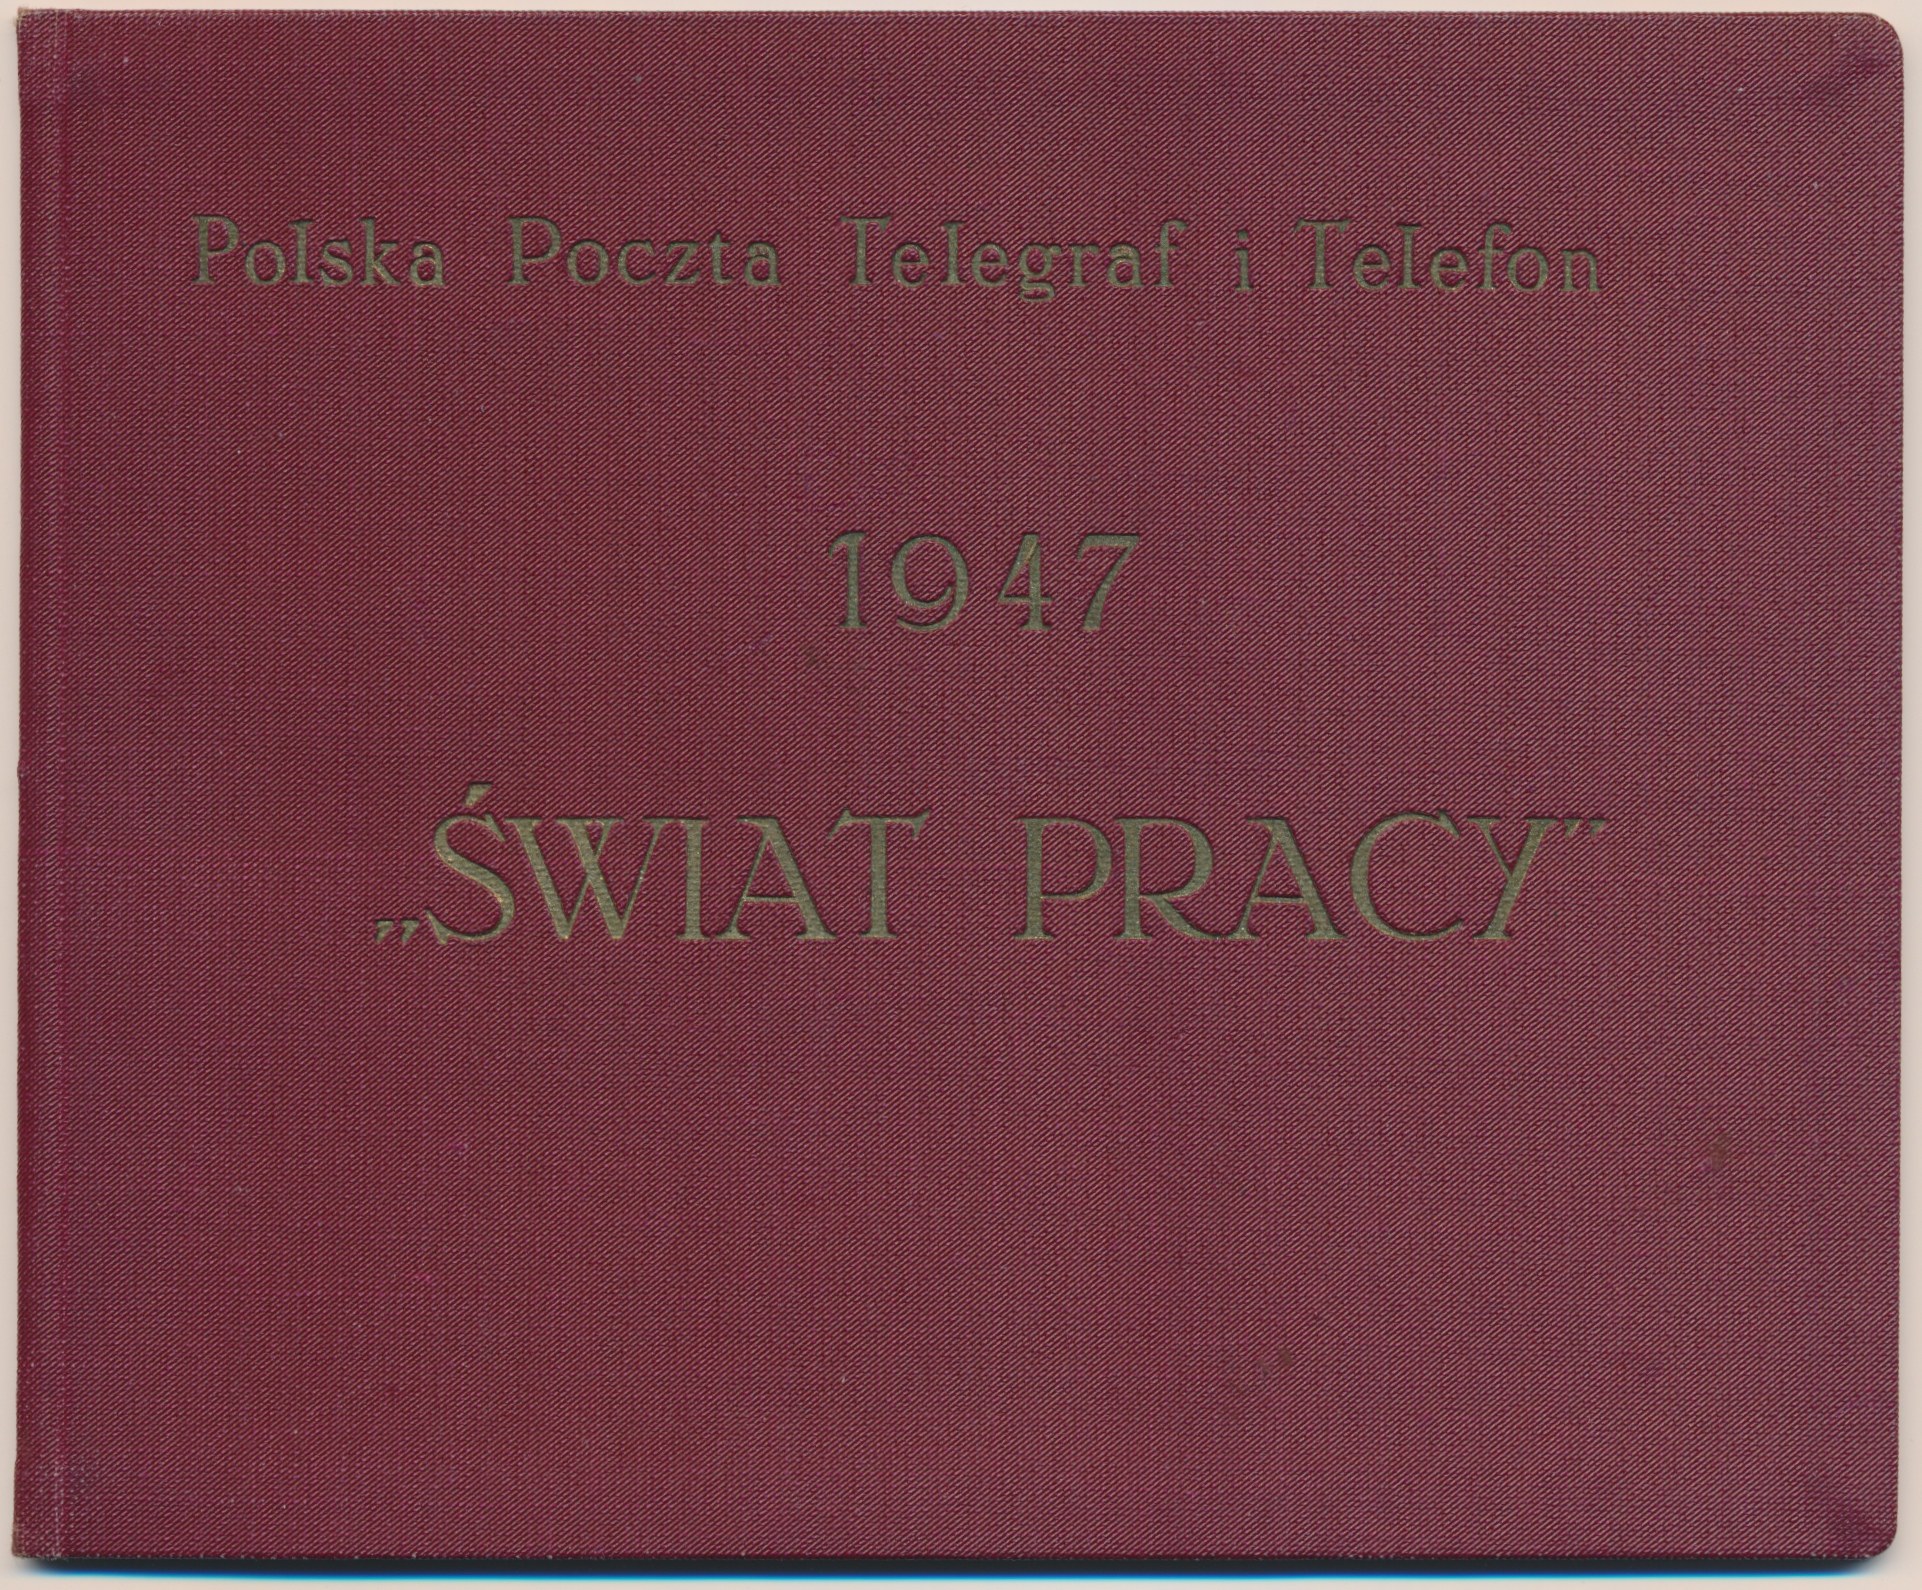 Polska Poczta Telegraf i Telefon
1947
„ŚWIAT PRACY”